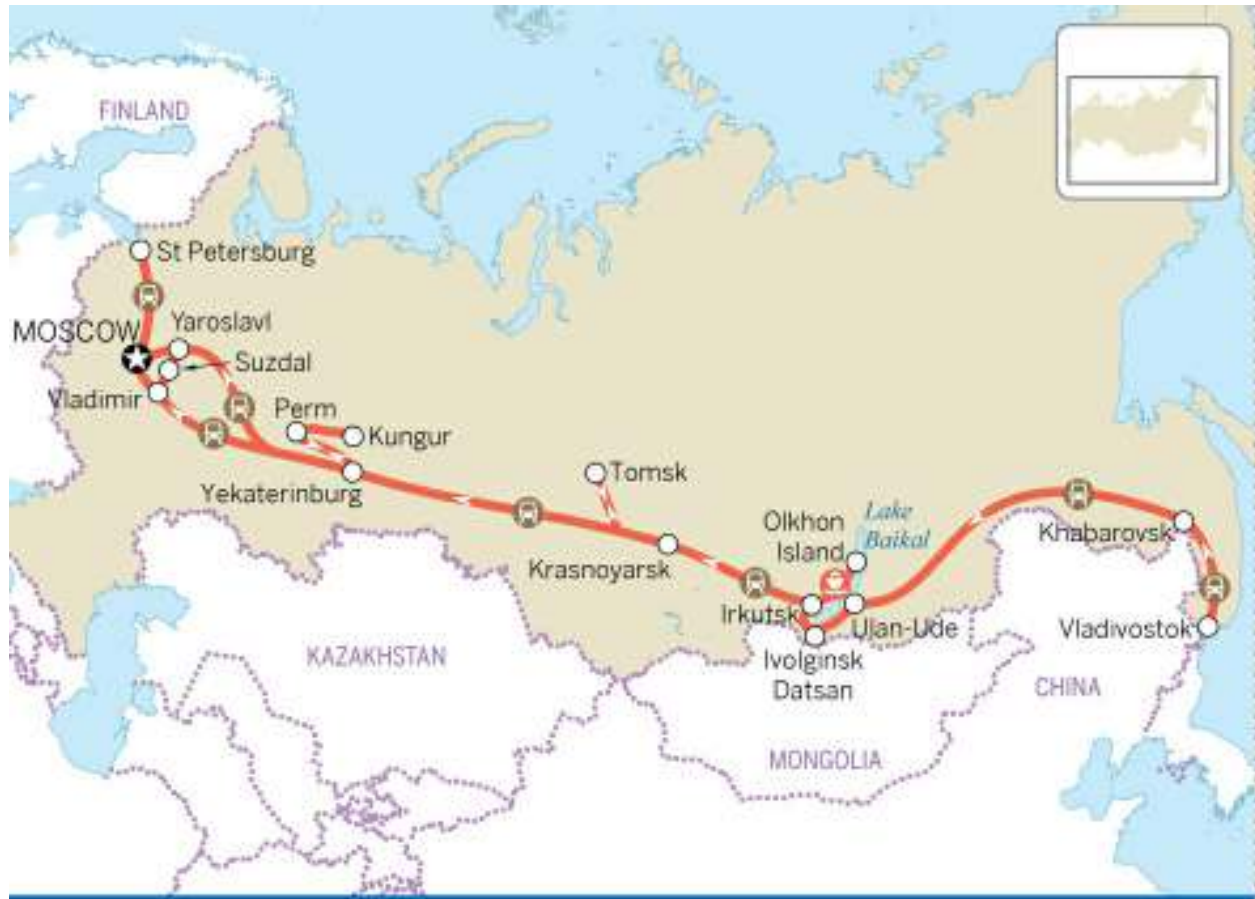 FINLAND
St Petersburg
MOSCOW
Yaroslavl
Suzdal
Vladimir
Perm
Kungur
Yekaterinburg
Tomsk
Krasnoyarsk
Olkhon
Island
Lake
Baikal
Khabarovsk
Irkutsk
Ulan-Ude
Vladivostok
Ivolginsk
Datsan
KAZAKHSTAN
CHINA
MONGOLIA